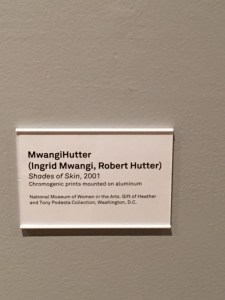 MwangiHutter
(Ingrid Mwangi, Robert Hutter)
Shades of Skin, 2001
Chromogenic prints mounted on aluminum
National Museum of Women in the Arts: Gift of Heather
and Tony Podesta Collection, Washington, D.C.